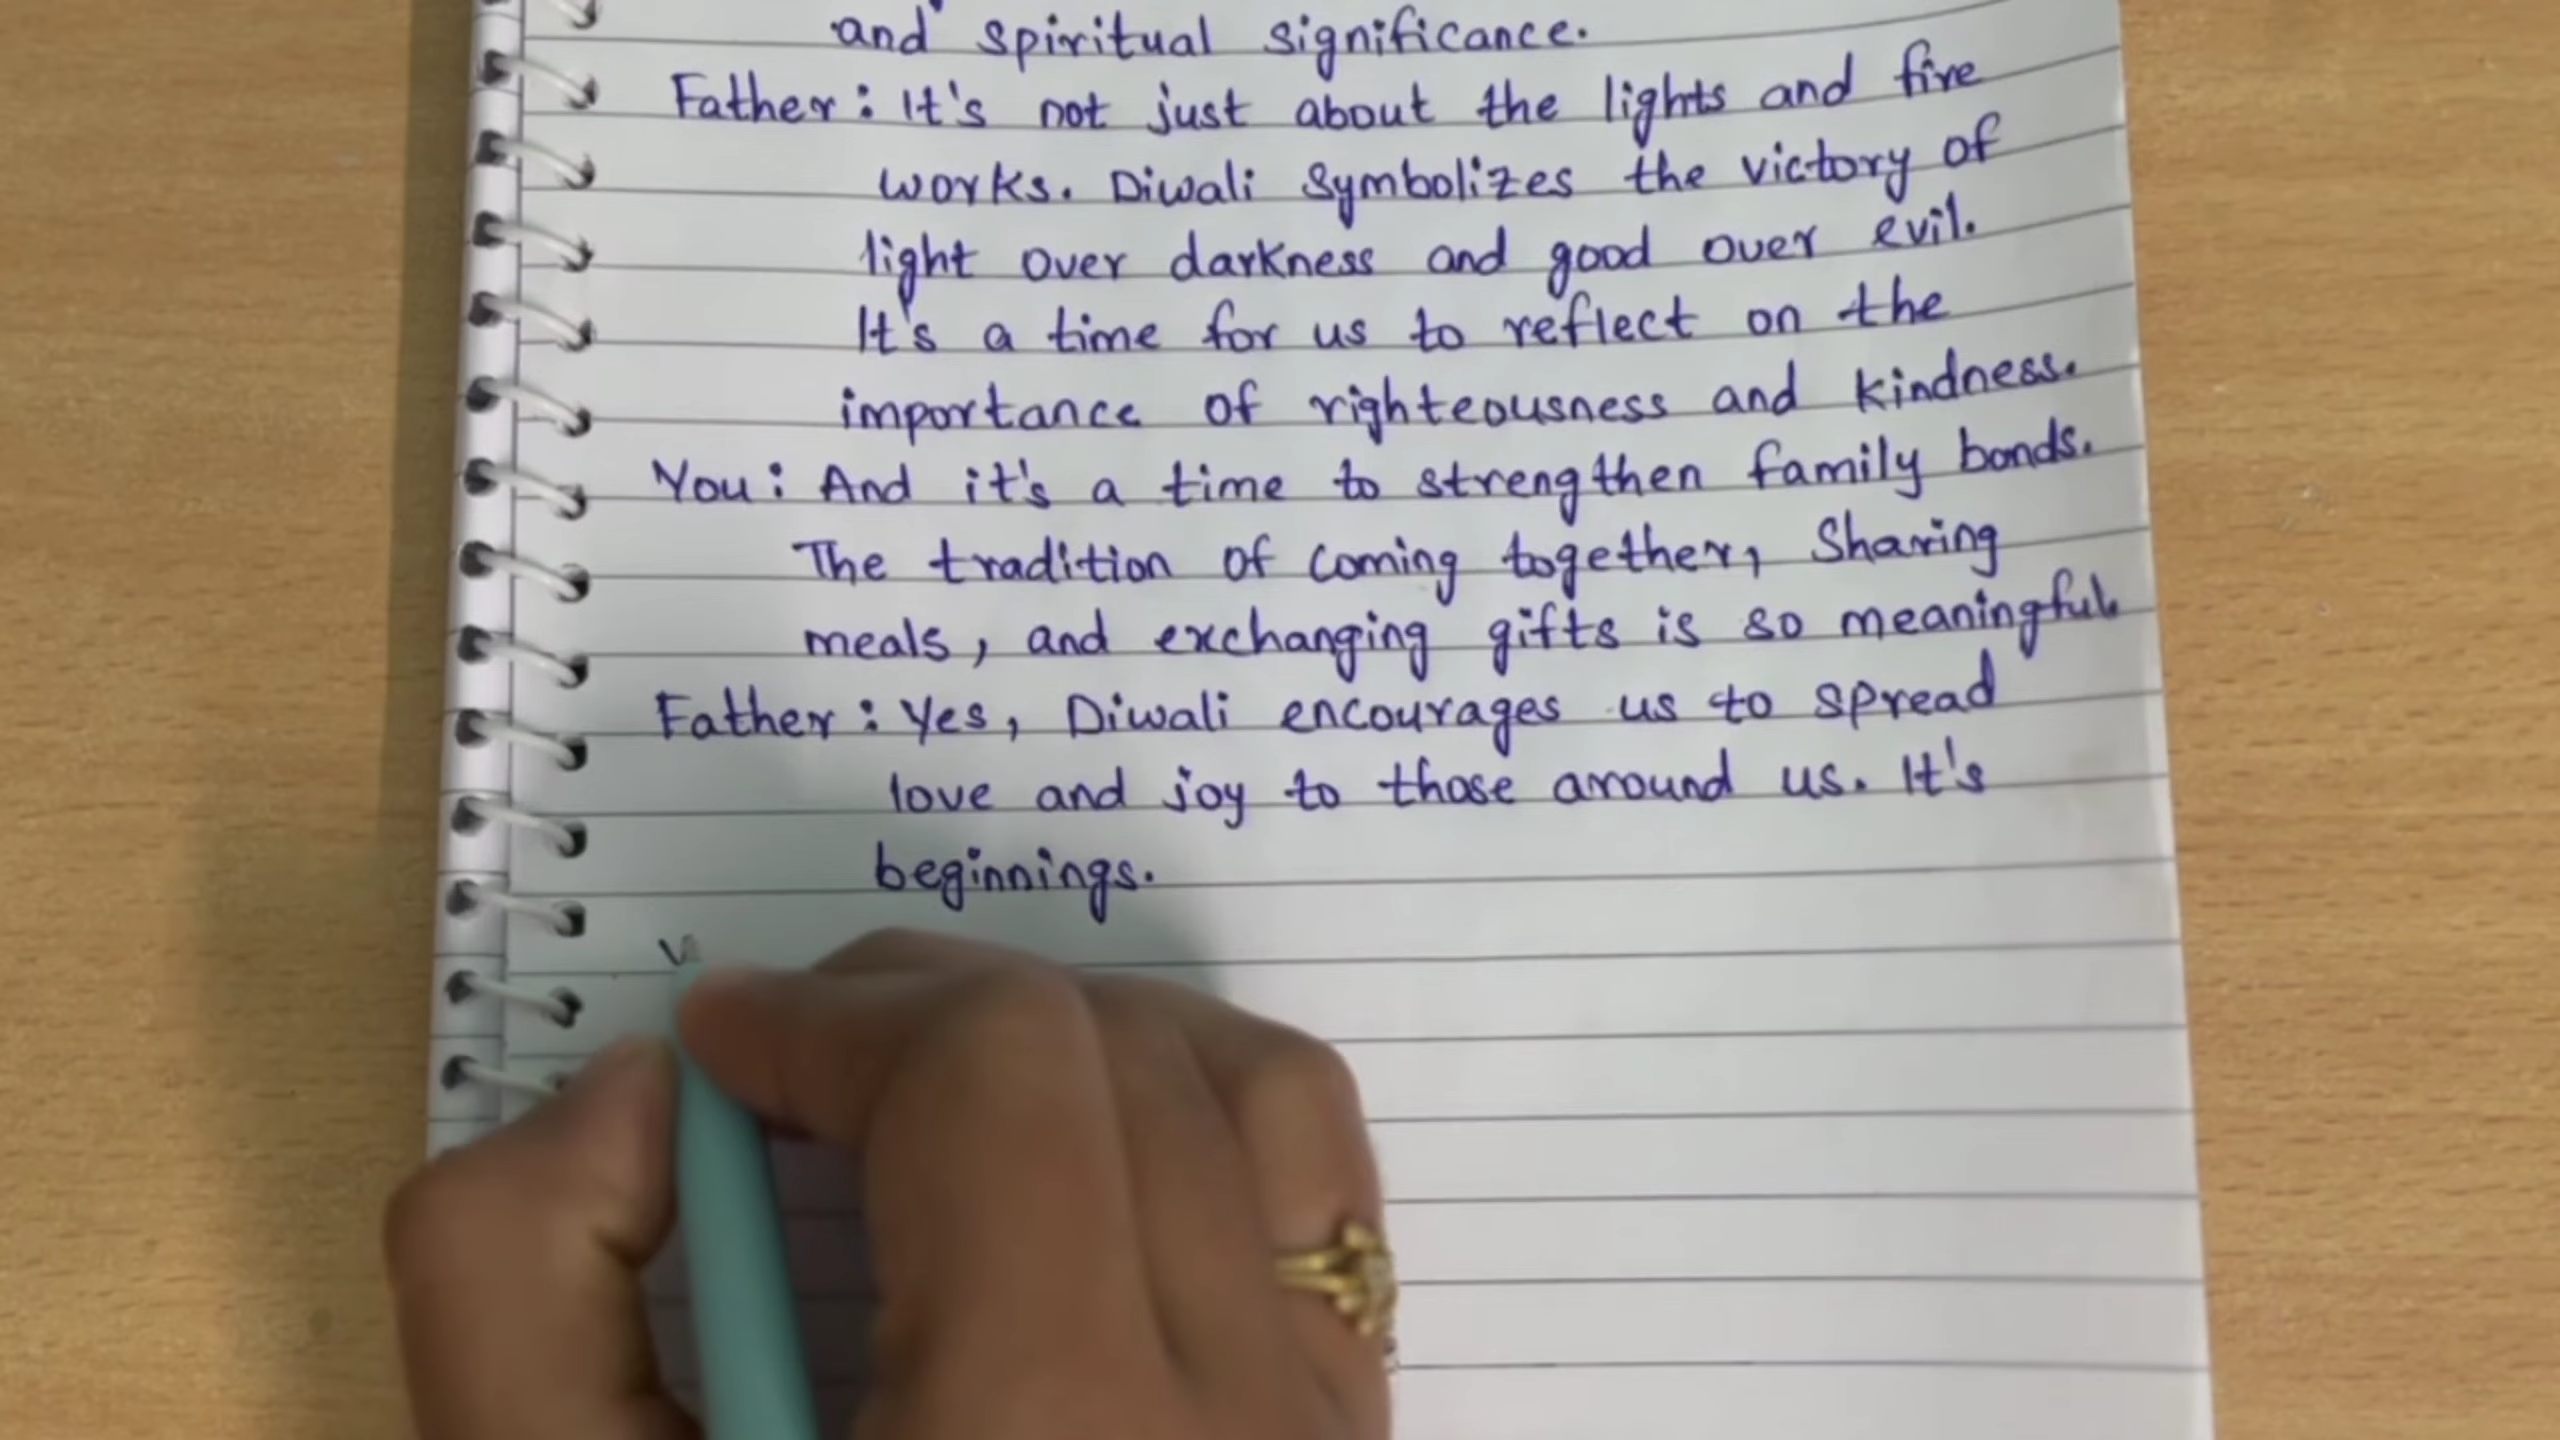 and spiritual significance.
Father: It's not just about the lights and fire
works. Diwali symbolizes the victory of
light over darkness and good over evil.
It's a time for us to reflect on the
importance of righteousness and kindness.
You: And it's a time to strengthen family bonds.
The tradition of coming together, Sharing
meals, and exchanging gifts is so meaningful.
Father: Yes, Diwali encourages us to spread
love and joy to those around us. It's
beginnings.